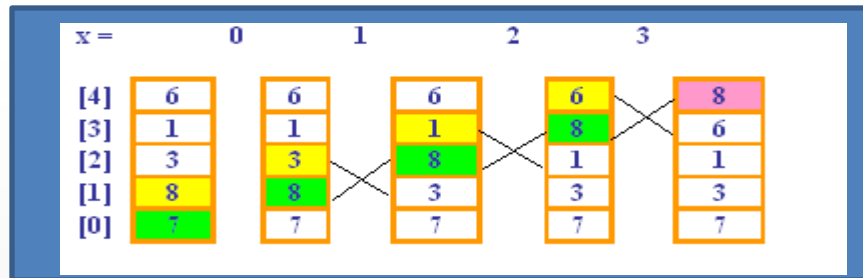 x = 0 1 2 3
[4] 6 6 6 6 8
[3] 1 1 1 8 6
[2] 3 3 8 1 1
[1] 8 8 3 3 3
[0] 7 7 7 7 7